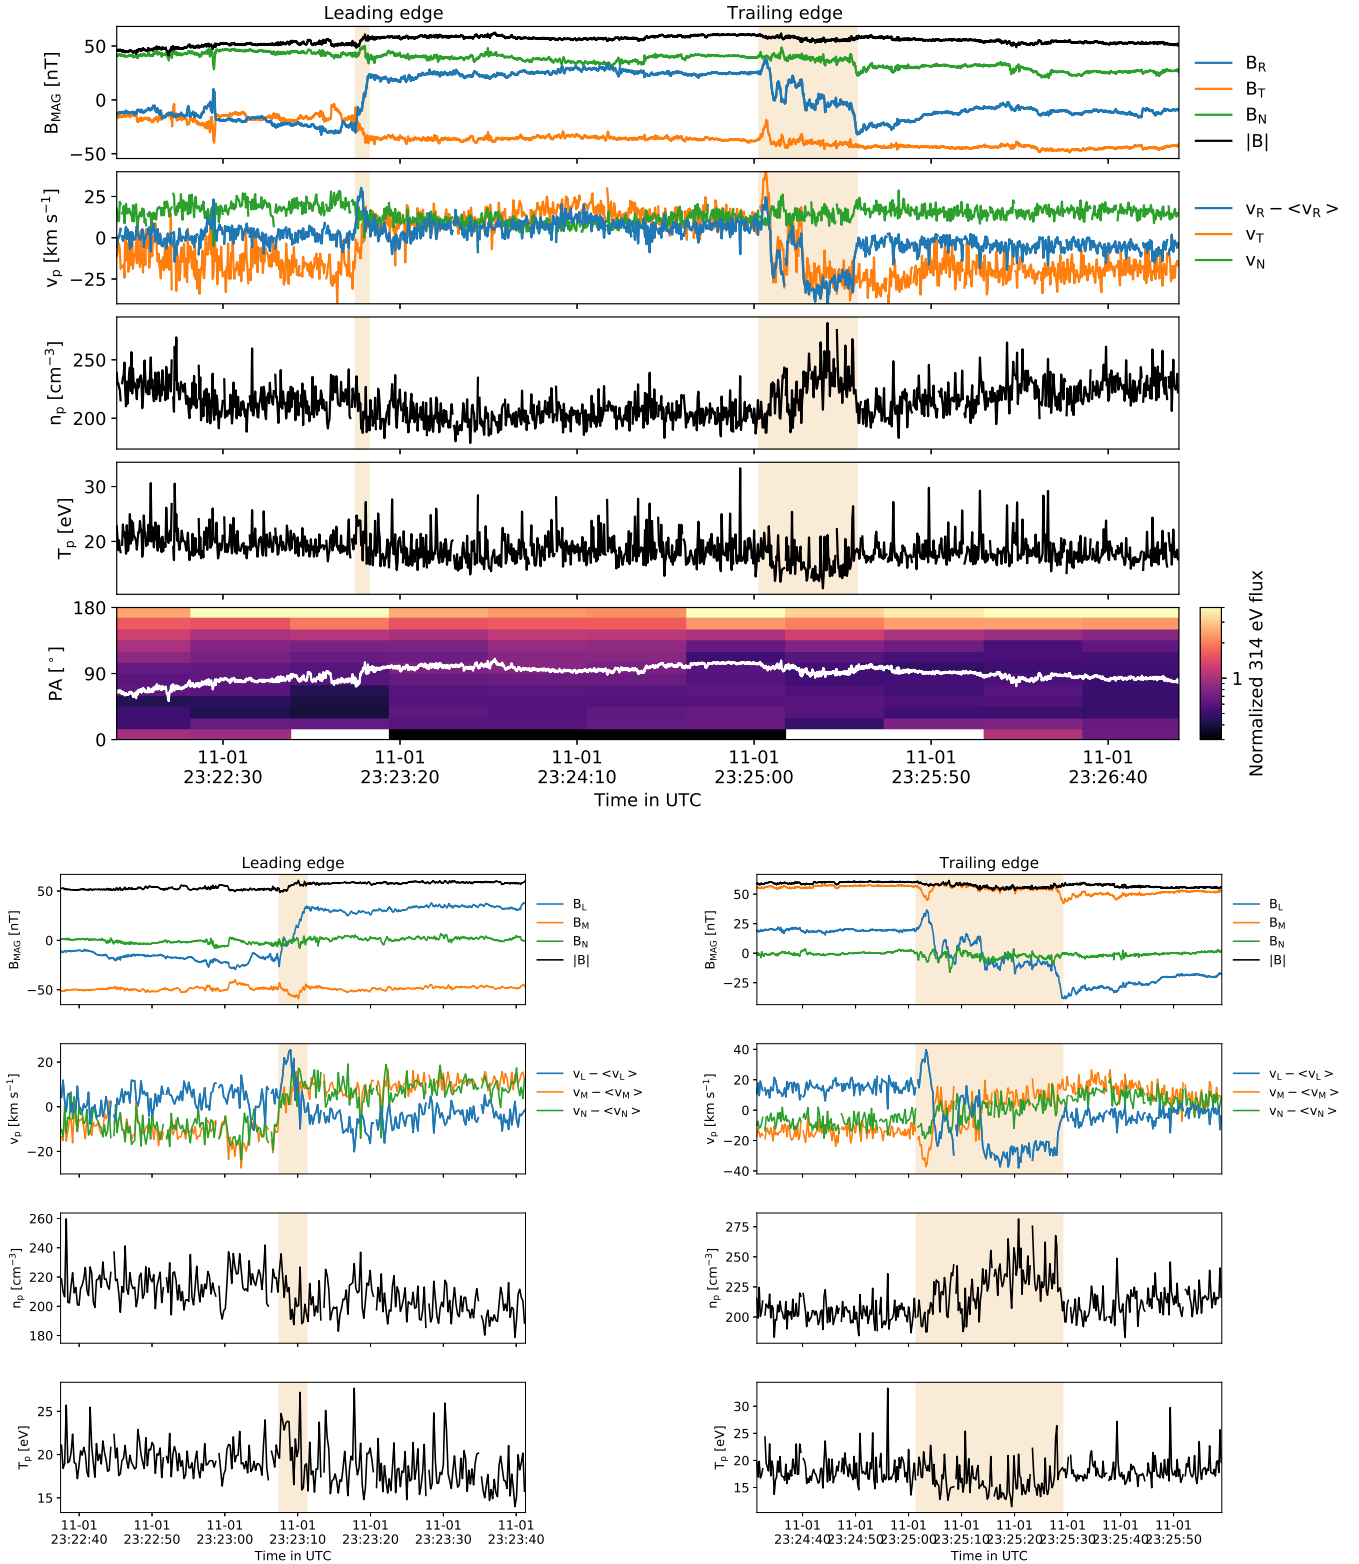 Leading edge
Trailing edge
50
0
−50
B_MAG [nT]
B_R
B_T
B_N
|B|
25
0
−25
v_p [km s^−1]
v_R − <v_R>
v_T
v_N
250
200
n_p [cm^−3]
30
20
T_p [eV]
180
90
0
PA [ ° ]
1
Normalized 314 eV flux
11-01 11-01 11-01 11-01 11-01 11-01
23:22:30 23:23:20 23:24:10 23:25:00 23:25:50 23:26:40
Time in UTC
Leading edge
50
0
−50
B_MAG [nT]
B_L
B_M
B_N
|B|
20
0
−20
v_p [km s^−1]
v_L − <v_L>
v_M − <v_M>
v_N − <v_N>
260
240
220
200
180
n_p [cm^−3]
25
20
15
T_p [eV]
11-01 11-01 11-01 11-01 11-01 11-01 11-01
23:22:40 23:22:50 23:23:00 23:23:10 23:23:20 23:23:30 23:23:40
Time in UTC
Trailing edge
50
25
0
−25
B_MAG [nT]
B_L
B_M
B_N
|B|
40
20
0
−20
−40
v_p [km s^−1]
v_L − <v_L>
v_M − <v_M>
v_N − <v_N>
275
250
225
200
n_p [cm^−3]
30
25
20
15
T_p [eV]
11-01 11-01 11-01 11-01 11-01 11-01 11-01 11-01
23:24:40 23:24:50 23:25:00 23:25:10 23:25:20 23:25:30 23:25:40 23:25:50
Time in UTC